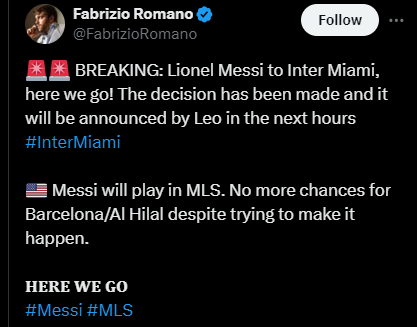 Fabrizio Romano
@FabrizioRomano
Follow
🚨🚨 BREAKING: Lionel Messi to Inter Miami,
here we go! The decision has been made and it
will be announced by Leo in the next hours
#InterMiami
🇺🇸 Messi will play in MLS. No more chances for
Barcelona/Al Hilal despite trying to make it
happen.
𝐇𝐄𝐑𝐄 𝐖𝐄 𝐆𝐎
#Messi #MLS